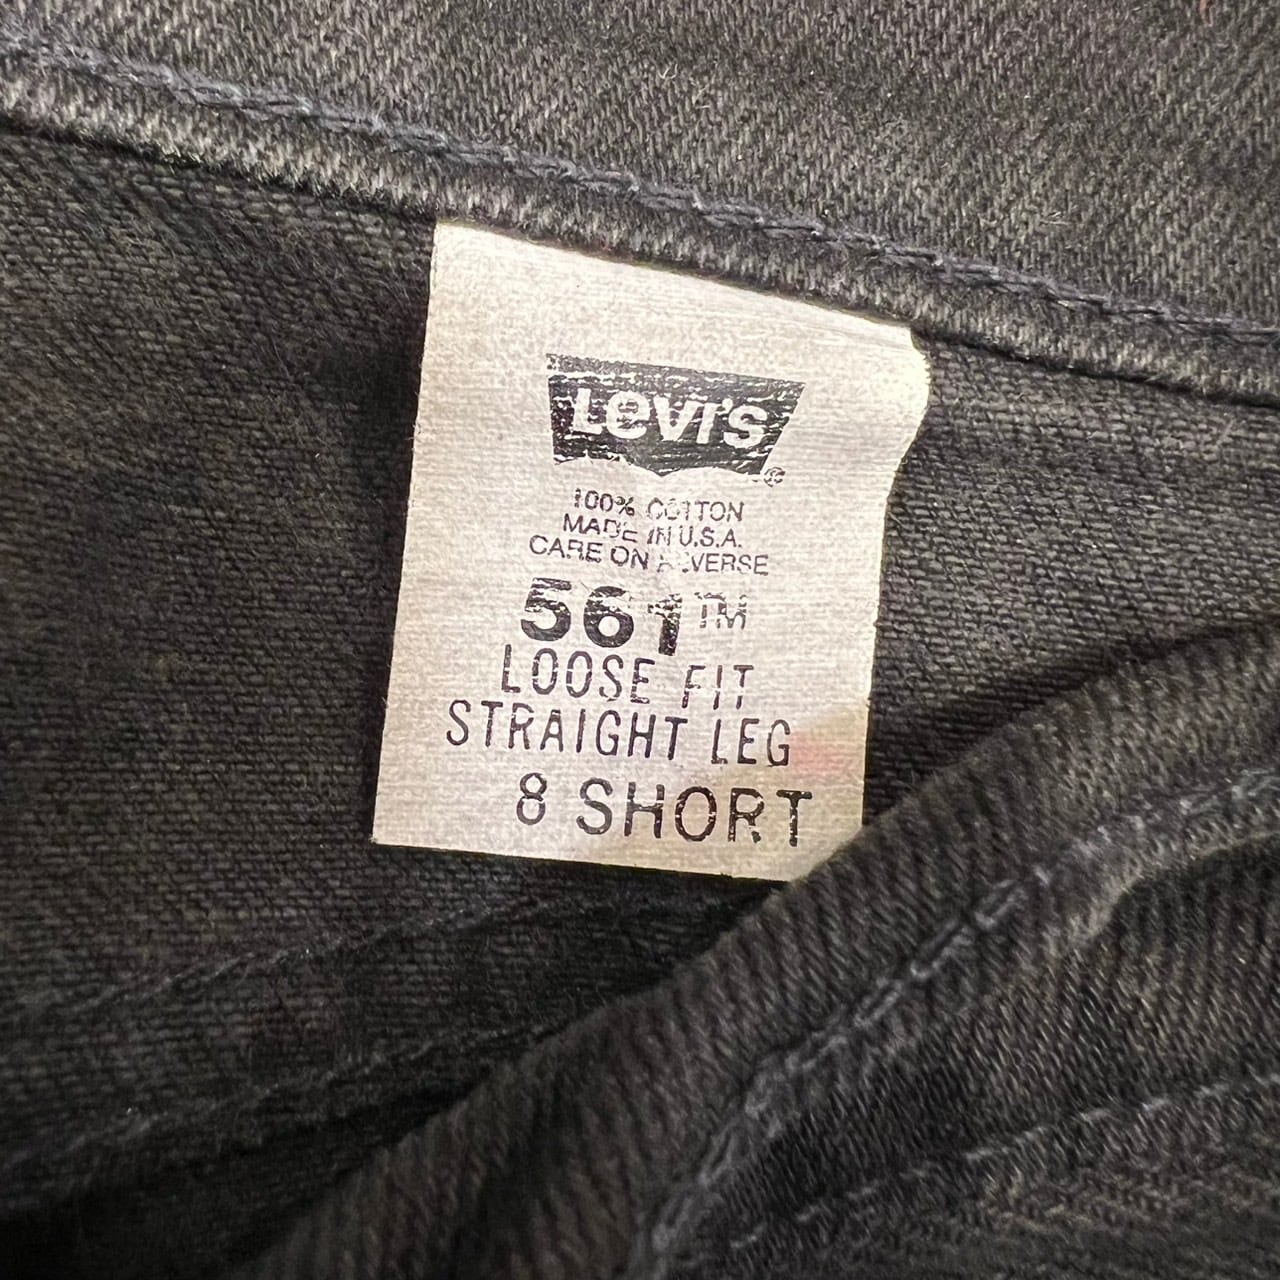 Levi's ®
100% COTTON
MADE IN U.S.A.
CARE ON REVERSE
561™
LOOSE FIT
STRAIGHT LEG
8 SHORT